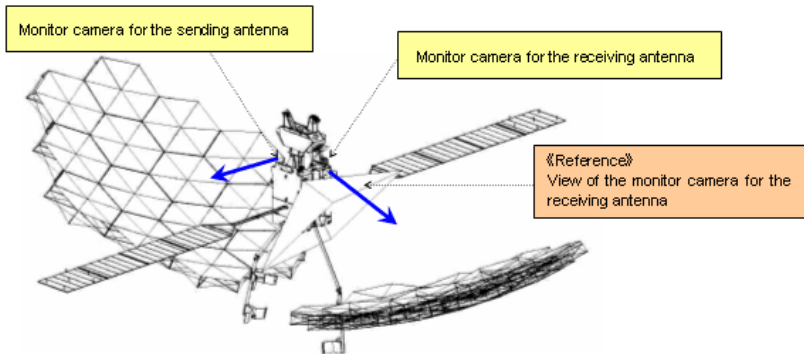 Monitor camera for the sending antenna
Monitor camera for the receiving antenna
《Reference》
View of the monitor camera for the
receiving antenna